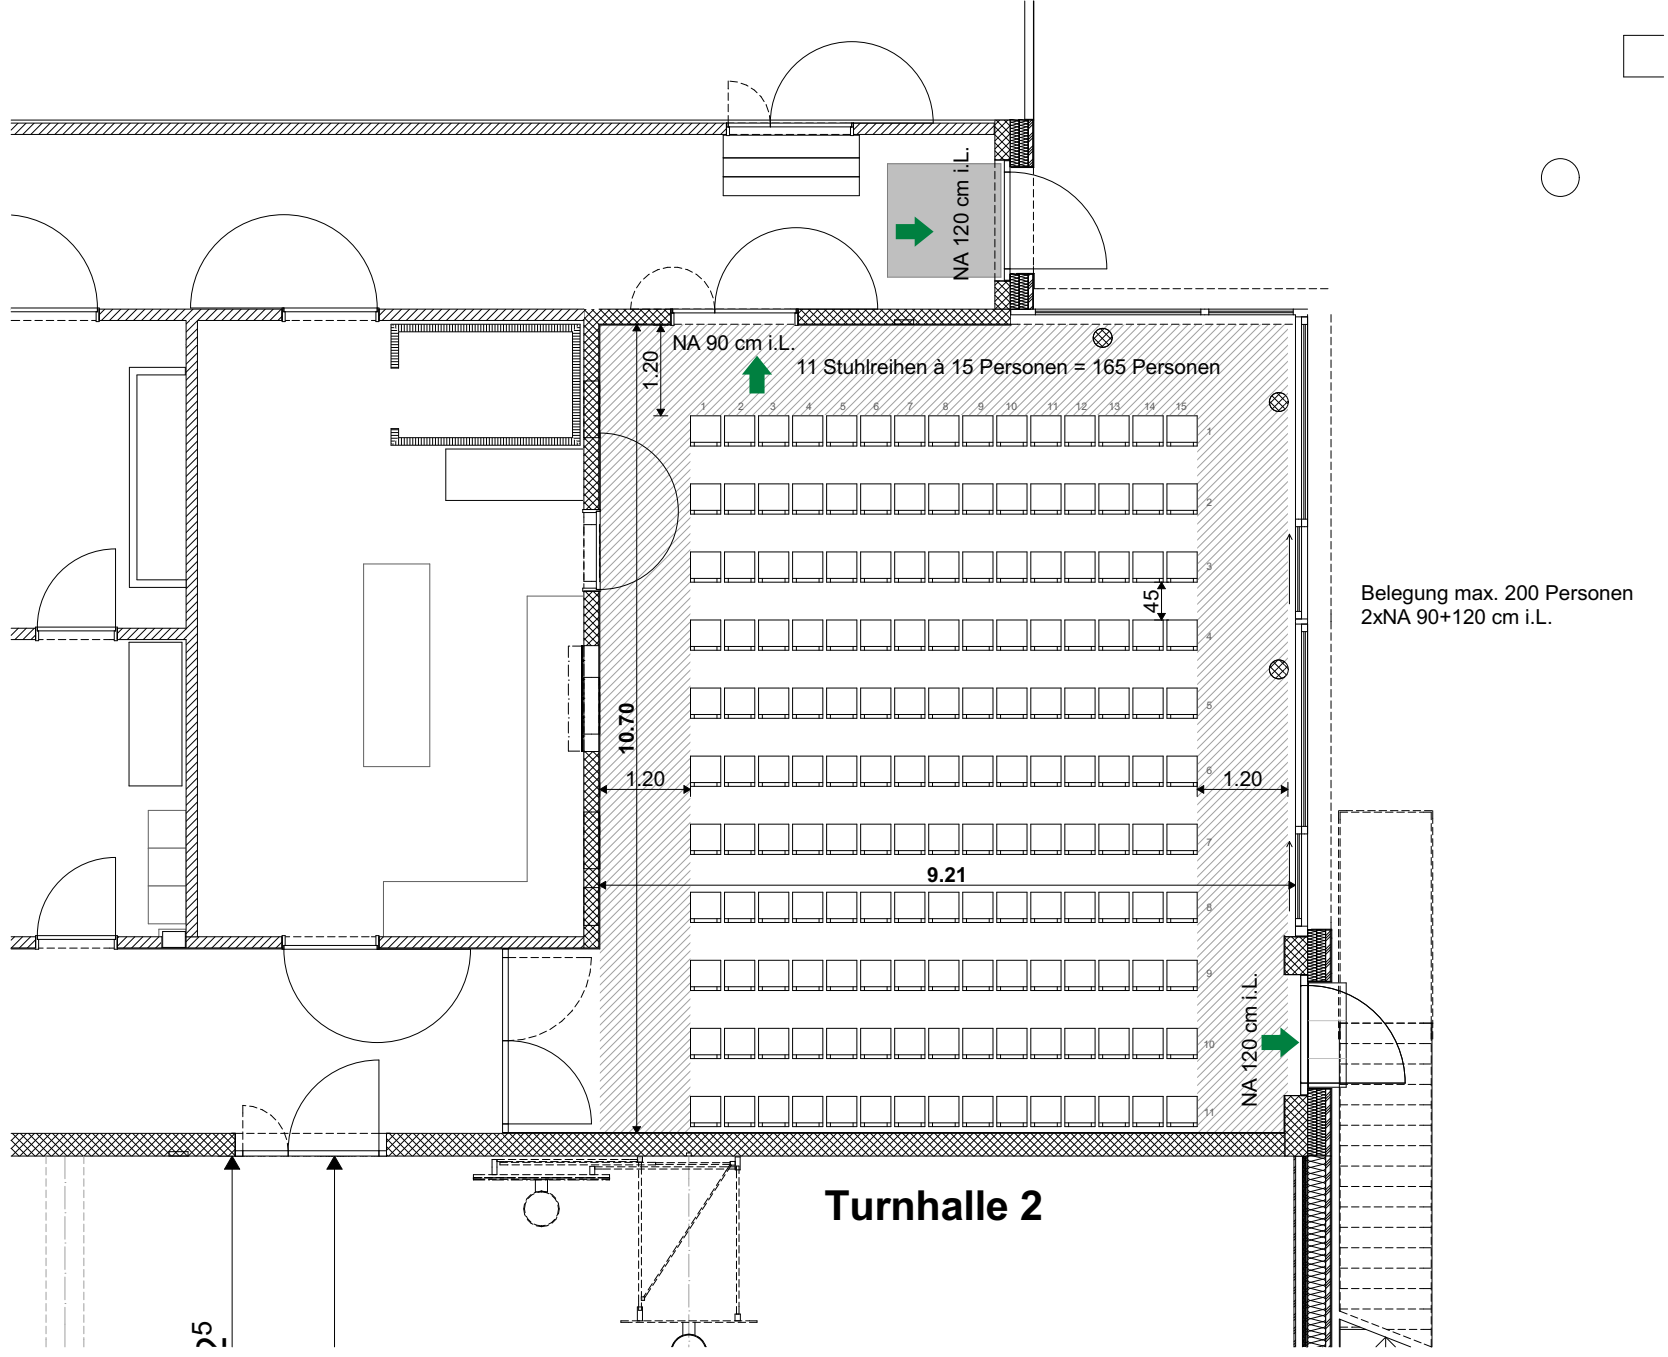 NA 120 cm i.L.
NA 90 cm i.L.
1.20
11 Stuhlreihen à 15 Personen = 165 Personen
1 2 3 4 5 6 7 8 9 10 11 12 13 14 15
1
2
3
45
4
Belegung max. 200 Personen
2xNA 90+120 cm i.L.
5
10.70
6
1.20
1.20
7
9.21
8
9
NA 120 cm i.L.
10
11
Turnhalle 2